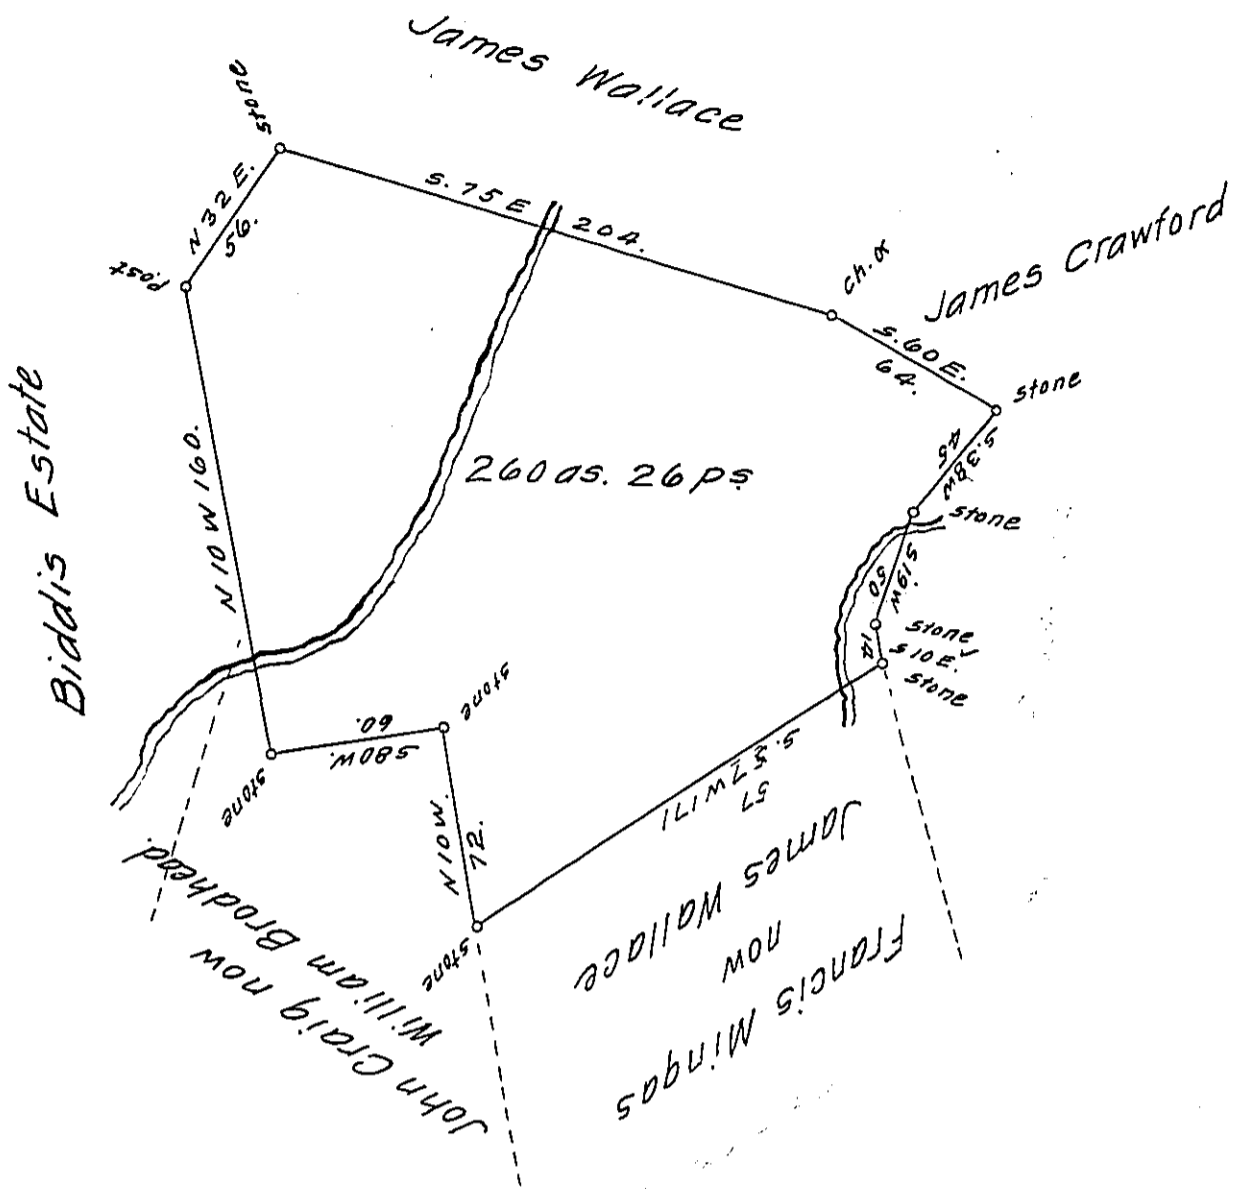 James Wallace
stone
N 32 E.
56.
S. 75 E 204.
Post
ch. o
James Crawford
S. 60 E.
64.
stone
S. 38 W
45
stone
Biddis Estate
N 10 W 160.
260 as. 26 ps
S 19 W
50
stone
S 10 E.
14
stone
stone
60.
S 80 W.
stone
N 10 W.
72.
stone
S. 57 W 171
57
John Craig now
William Brodhead.
Francis Mingas
now
James Wallace